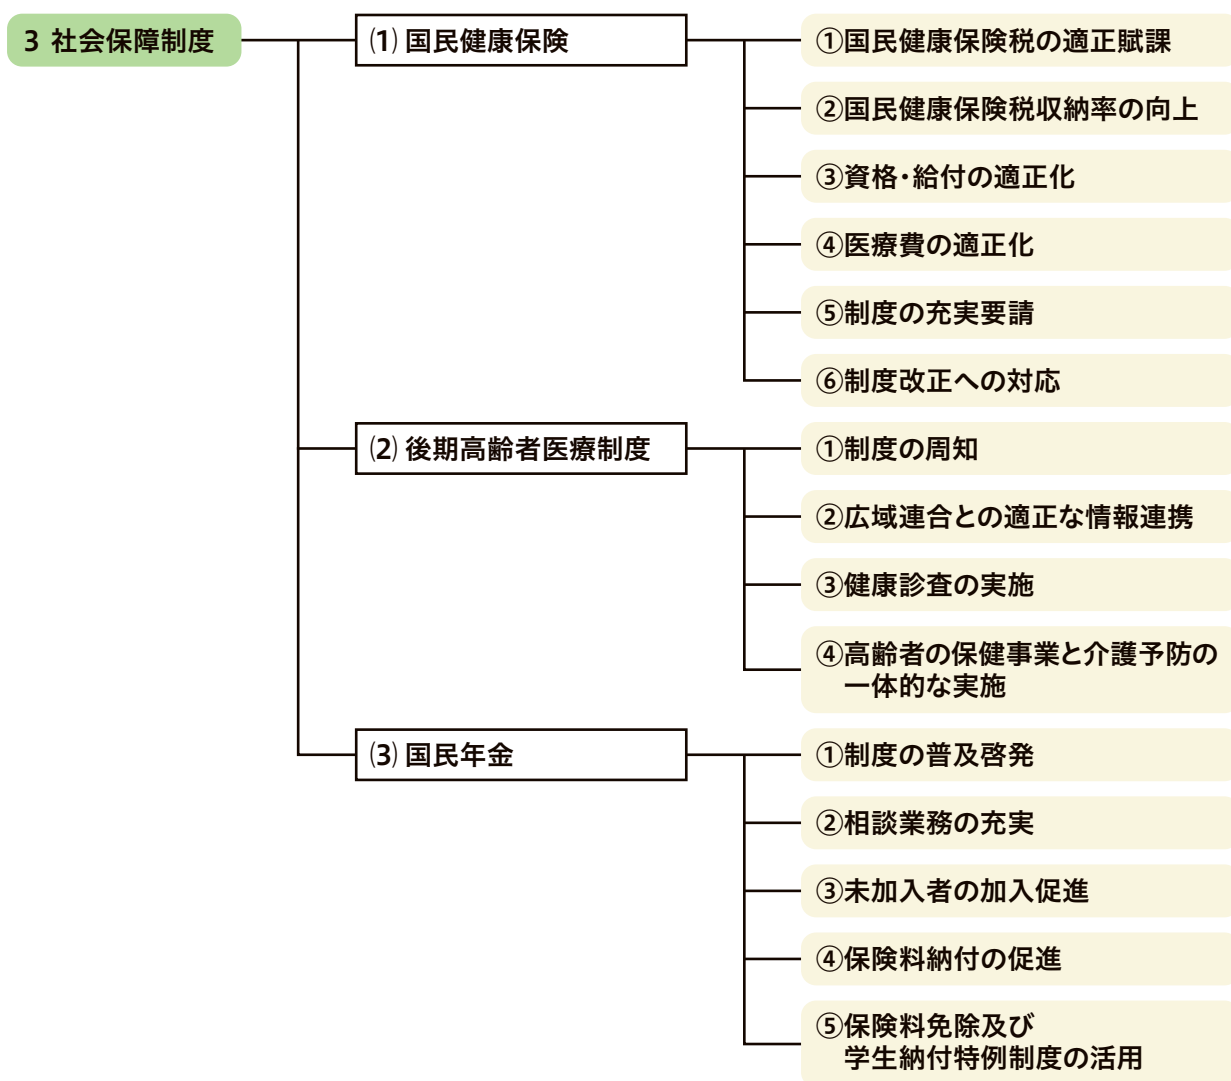 3 社会保障制度
⑴ 国民健康保険
①国民健康保険税の適正賦課
②国民健康保険税収納率の向上
③資格・給付の適正化
④医療費の適正化
⑤制度の充実要請
⑥制度改正への対応
⑵ 後期高齢者医療制度
①制度の周知
②広域連合との適正な情報連携
③健康診査の実施
④高齢者の保健事業と介護予防の
一体的な実施
⑶ 国民年金
①制度の普及啓発
②相談業務の充実
③未加入者の加入促進
④保険料納付の促進
⑤保険料免除及び
学生納付特例制度の活用